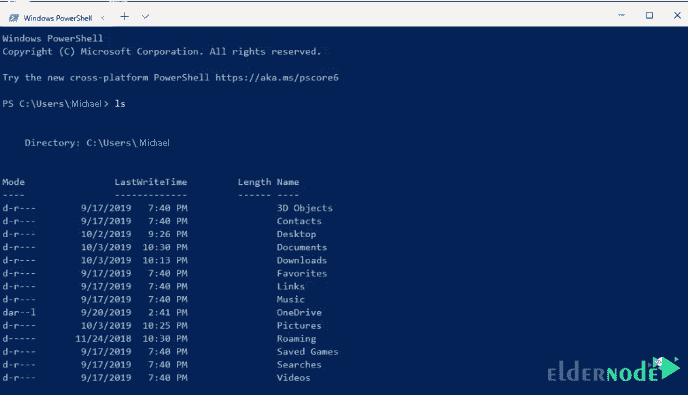 Windows PowerShell
Windows PowerShell
Copyright (C) Microsoft Corporation. All rights reserved.
Try the new cross-platform PowerShell https://aka.ms/pscore6
PS C:\Users\Michael> ls
Directory: C:\Users\Michael
Mode LastWriteTime Length Name
---- ------------- ------ ----
d-r--- 9/17/2019 7:40 PM 3D Objects
d-r--- 9/17/2019 7:40 PM Contacts
d-r--- 10/2/2019 9:26 PM Desktop
d-r--- 10/3/2019 10:30 PM Documents
d-r--- 10/3/2019 10:13 PM Downloads
d-r--- 9/17/2019 7:40 PM Favorites
d-r--- 9/17/2019 7:40 PM Links
d-r--- 9/17/2019 7:40 PM Music
dar--l 9/20/2019 2:41 PM OneDrive
d-r--- 10/3/2019 10:25 PM Pictures
d----- 11/24/2018 10:30 PM Roaming
d-r--- 9/17/2019 7:40 PM Saved Games
d-r--- 9/17/2019 7:40 PM Searches
d-r--- 9/17/2019 7:40 PM Videos
elderNode